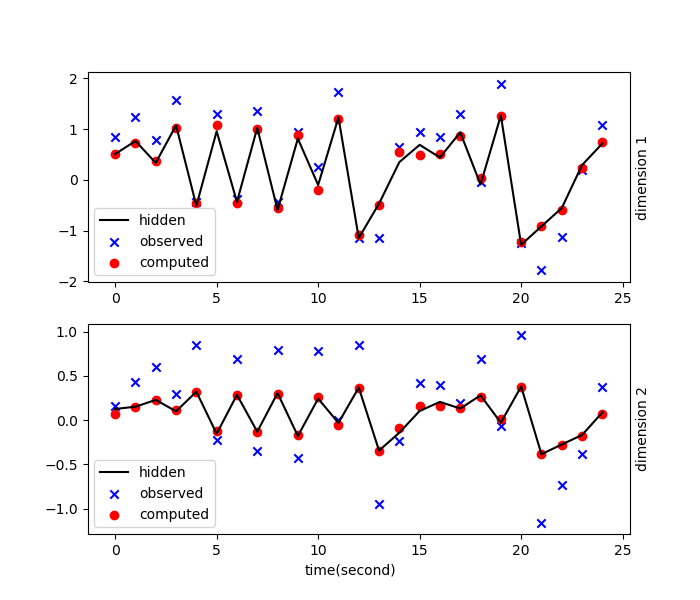 2
1
0
−1
−2
hidden
observed
computed
0
5
10
15
20
25
dimension 1
1.0
0.5
0.0
−0.5
−1.0
hidden
observed
computed
0
5
10
15
20
25
dimension 2
time(second)